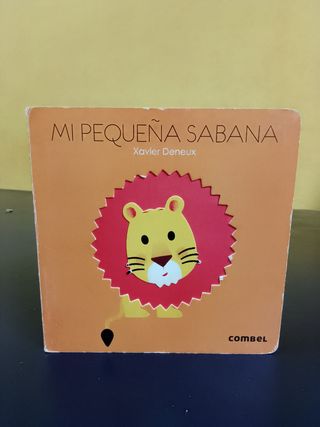 MI PEQUEÑA SABANA
Xavier Deneux
COMBEL